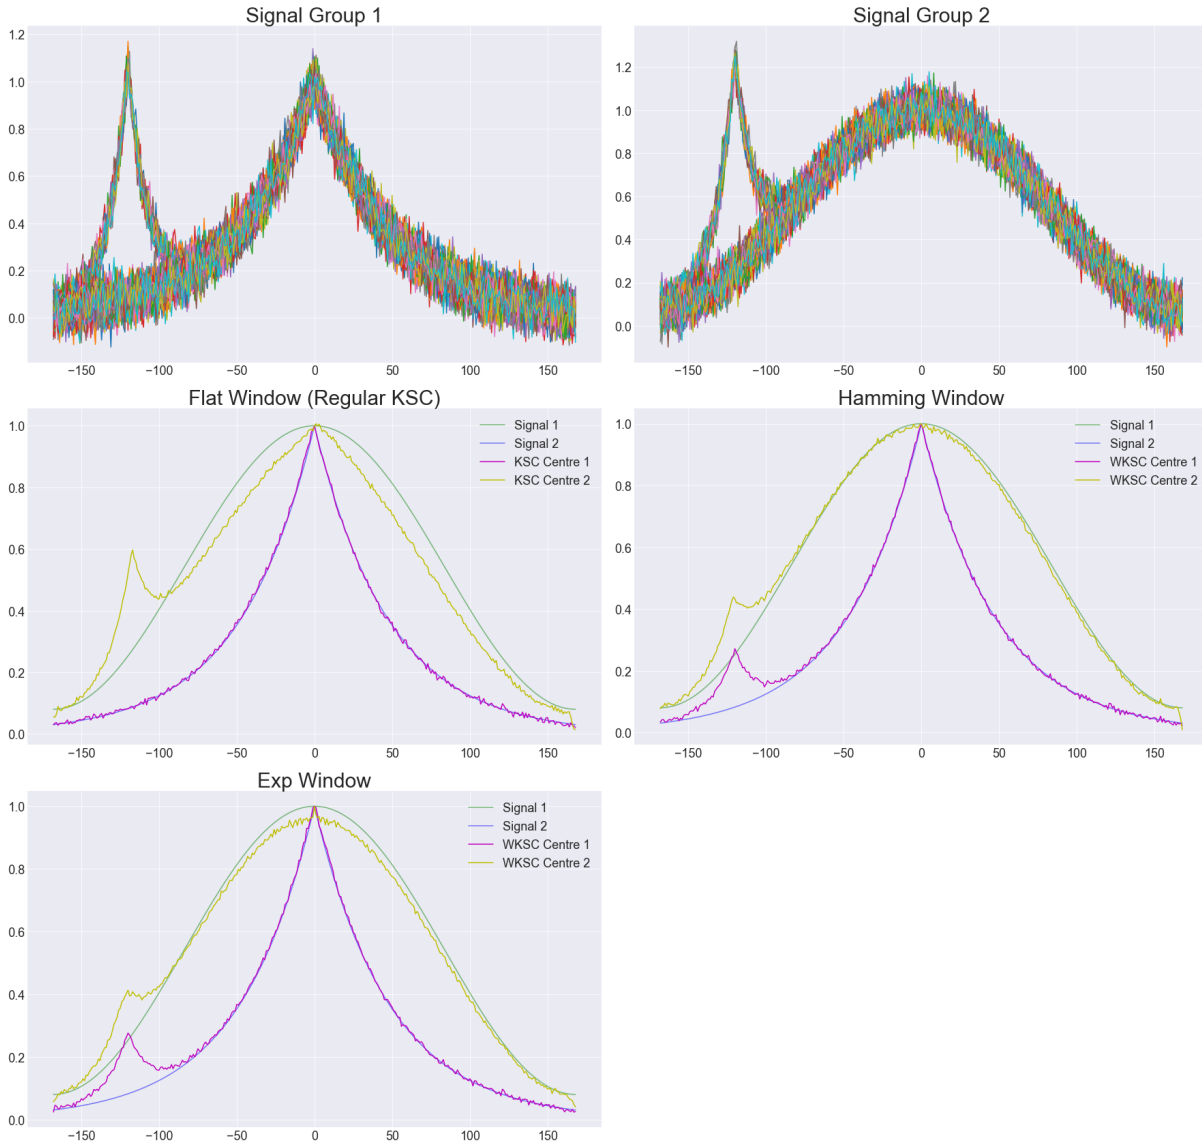 Signal Group 1
1.2
1.0
0.8
0.6
0.4
0.2
0.0
−150 −100 −50 0 50 100 150
Signal Group 2
1.2
1.0
0.8
0.6
0.4
0.2
0.0
−150 −100 −50 0 50 100 150
Flat Window (Regular KSC)
Signal 1
Signal 2
KSC Centre 1
KSC Centre 2
1.0
0.8
0.6
0.4
0.2
0.0
−150 −100 −50 0 50 100 150
Hamming Window
Signal 1
Signal 2
WKSC Centre 1
WKSC Centre 2
1.0
0.8
0.6
0.4
0.2
0.0
−150 −100 −50 0 50 100 150
Exp Window
Signal 1
Signal 2
WKSC Centre 1
WKSC Centre 2
1.0
0.8
0.6
0.4
0.2
0.0
−150 −100 −50 0 50 100 150